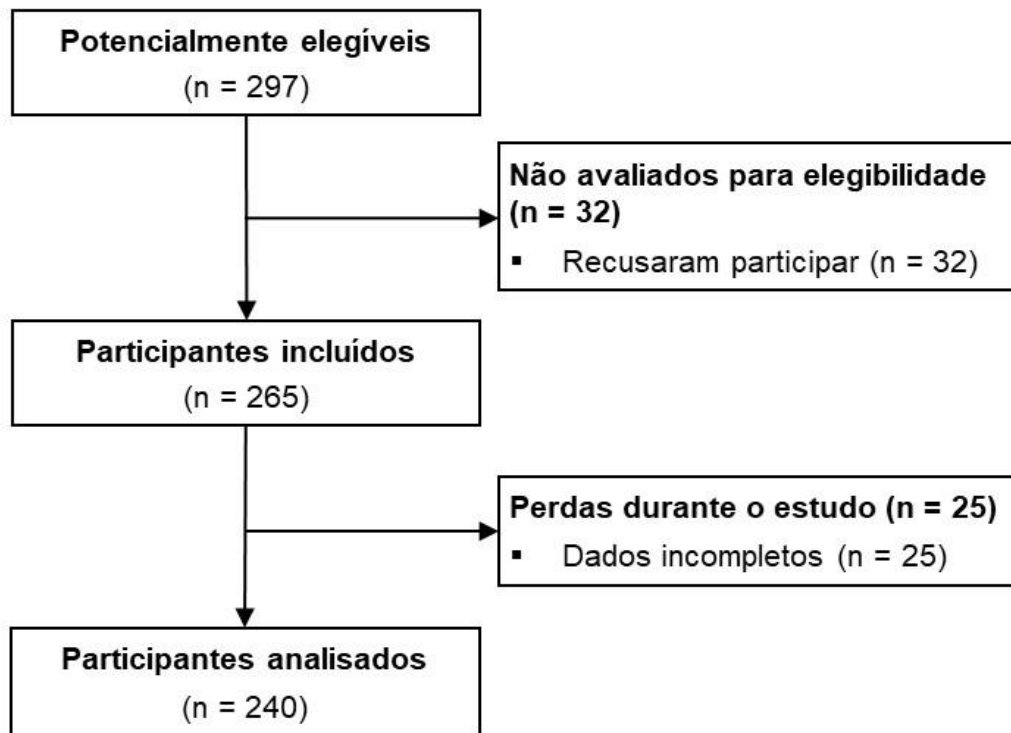 Potencialmente elegíveis
(n = 297)
Não avaliados para elegibilidade
(n = 32)
▪ Recusaram participar (n = 32)
Participantes incluídos
(n = 265)
Perdas durante o estudo (n = 25)
▪ Dados incompletos (n = 25)
Participantes analisados
(n = 240)